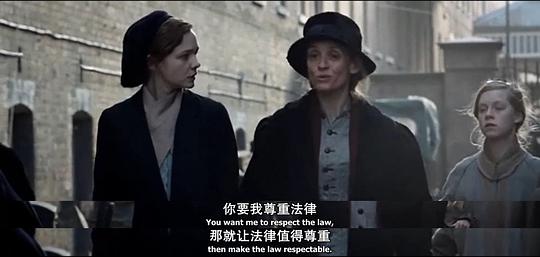 你要我尊重法律
You want me to respect the law,
那就让法律值得尊重
then make the law respectable.